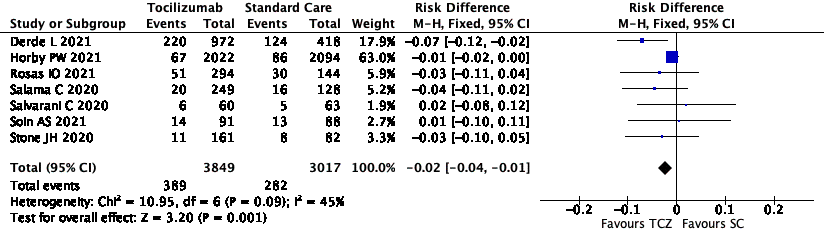 Tocilizumab Standard Care Risk Difference Risk Difference
Study or Subgroup Events Total Events Total Weight M-H, Fixed, 95% CI M-H, Fixed, 95% CI
Derde L 2021 220 972 124 418 17.9% -0.07 [-0.12, -0.02]
Horby PW 2021 67 2022 86 2094 63.0% -0.01 [-0.02, 0.00]
Rosas IO 2021 51 294 30 144 5.9% -0.03 [-0.11, 0.04]
Salama C 2020 20 249 16 128 5.2% -0.04 [-0.11, 0.02]
Salvarani C 2020 6 60 5 63 1.9% 0.02 [-0.08, 0.12]
Soin AS 2021 14 91 13 88 2.7% 0.01 [-0.10, 0.11]
Stone JH 2020 11 161 8 82 3.3% -0.03 [-0.10, 0.05]
Total (95% CI) 3849 3017 100.0% -0.02 [-0.04, -0.01]
Total events 389 282
Heterogeneity: Chi² = 10.95, df = 6 (P = 0.09); I² = 45%
Test for overall effect: Z = 3.20 (P = 0.001)
-0.2 -0.1 0 0.1 0.2
Favours TCZ Favours SC